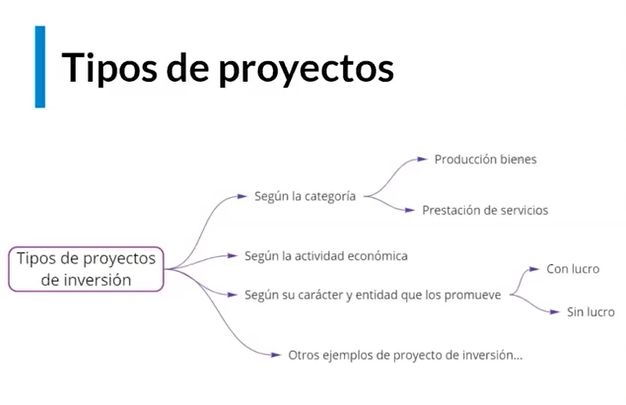 Tipos de proyectos
Tipos de proyectos
de inversión
Según la categoría
Producción bienes
Prestación de servicios
Según la actividad económica
Según su carácter y entidad que los promueve
Con lucro
Sin lucro
Otros ejemplos de proyecto de inversión...